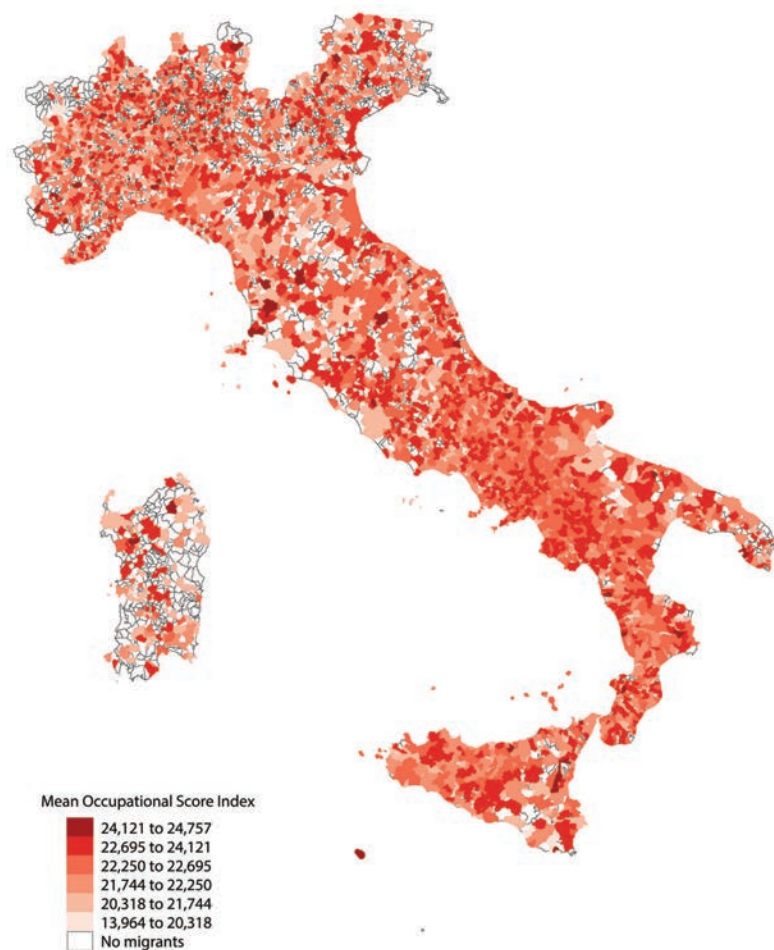 Mean Occupational Score Index
24,121 to 24,757
22,695 to 24,121
22,250 to 22,695
21,744 to 22,250
20,318 to 21,744
13,964 to 20,318
No migrants